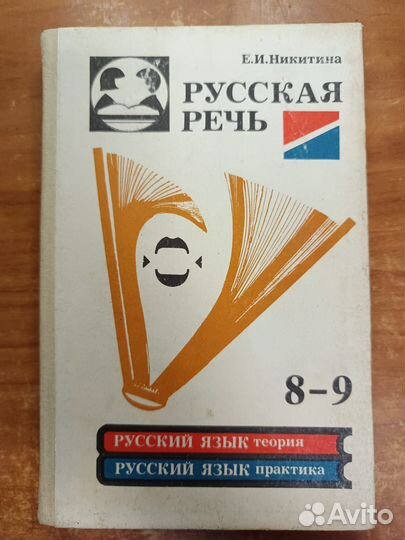 Е.И.Никитина
РУССКАЯ
РЕЧЬ
8-9
РУССКИЙ ЯЗЫК теория
РУССКИЙ ЯЗЫК практика
Avito